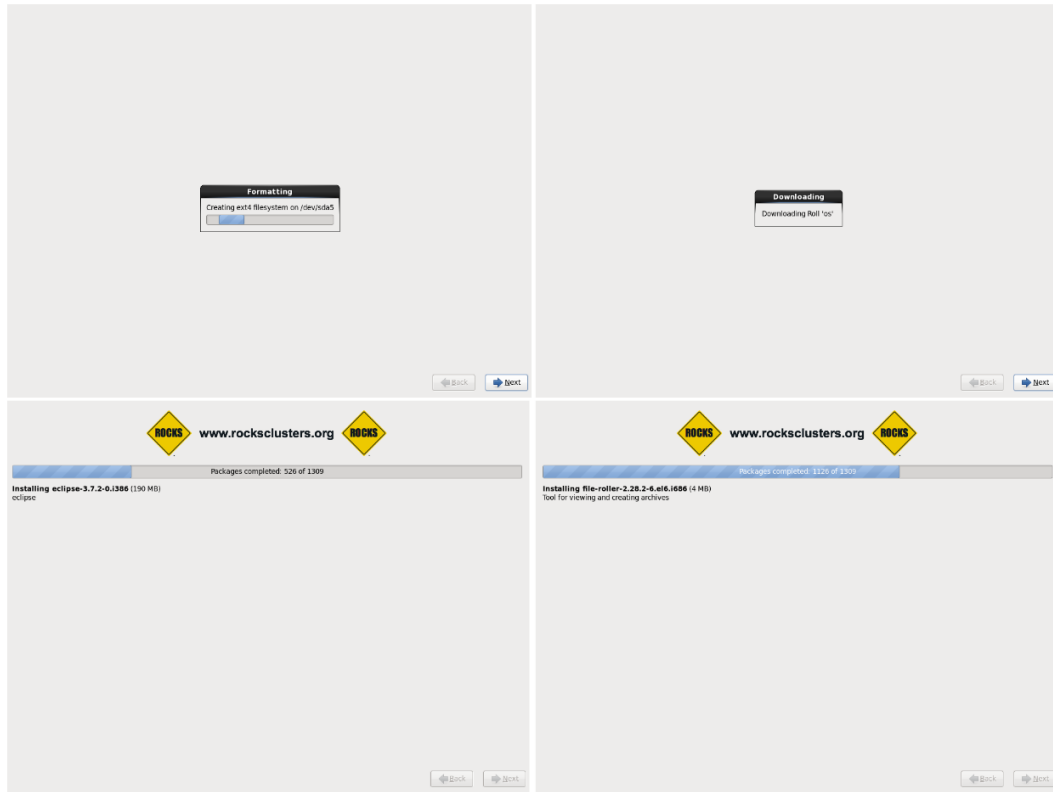 Formatting
Creating ext4 filesystem on /dev/sda5
Back Next
Downloading
Downloading Roll 'os'
Back Next
ROCKS www.rocksclusters.org ROCKS
Packages completed: 526 of 1309
Installing eclipse-3.7.2-0.i386 (190 MB)
eclipse
Back Next
ROCKS www.rocksclusters.org ROCKS
Packages completed: 1126 of 1309
Installing file-roller-2.28.2-6.el6.i686 (4 MB)
Tool for viewing and creating archives
Back Next